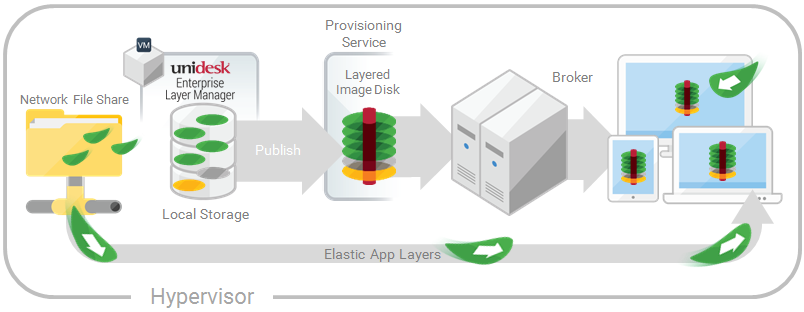 Provisioning
Service
VM
unidesk
Enterprise
Layer Manager
Layered
Image Disk
Broker
Network File Share
Publish
Local Storage
Elastic App Layers
Hypervisor